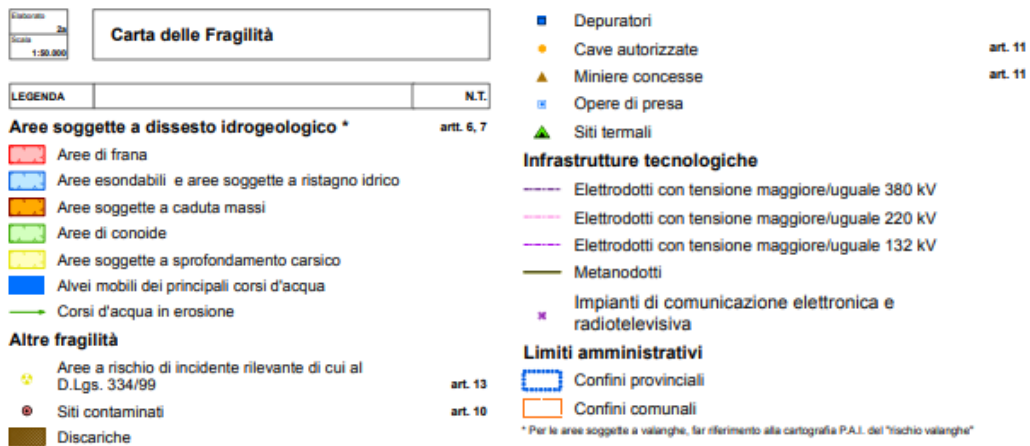 Elaborato
2a
Scala
1:50.000
Carta delle Fragilità
LEGENDA N.T.
Aree soggette a dissesto idrogeologico * artt. 6, 7
Aree di frana
Aree esondabili e aree soggette a ristagno idrico
Aree soggette a caduta massi
Aree di conoide
Aree soggette a sprofondamento carsico
Alvei mobili dei principali corsi d'acqua
Corsi d'acqua in erosione
Altre fragilità
Aree a rischio di incidente rilevante di cui al
D.Lgs. 334/99 art. 13
Siti contaminati art. 10
Discariche
Depuratori
Cave autorizzate art. 11
Miniere concesse art. 11
Opere di presa
Siti termali
Infrastrutture tecnologiche
Elettrodotti con tensione maggiore/uguale 380 kV
Elettrodotti con tensione maggiore/uguale 220 kV
Elettrodotti con tensione maggiore/uguale 132 kV
Metanodotti
Impianti di comunicazione elettronica e
radiotelevisiva
Limiti amministrativi
Confini provinciali
Confini comunali
* Per le aree soggette a valanghe, far riferimento alla cartografia P.A.I. del "rischio valanghe"